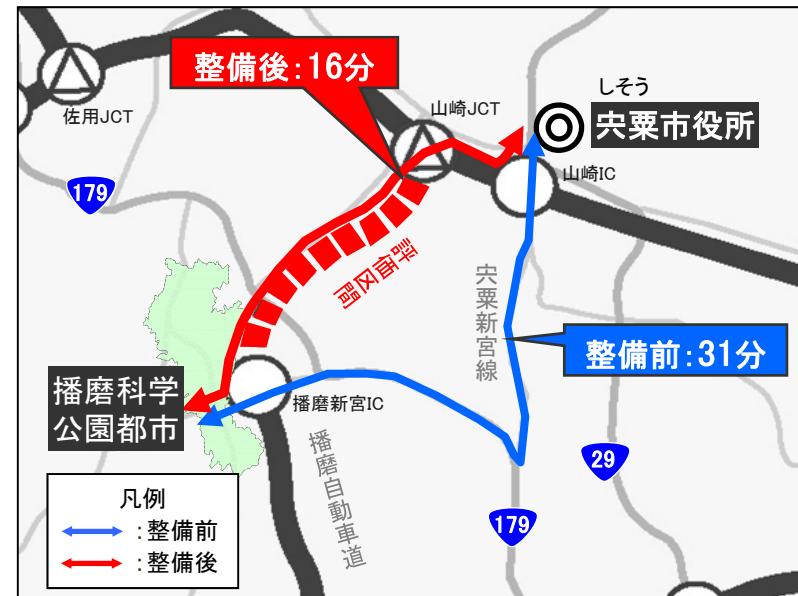 整備後:16分
佐用JCT
山崎JCT
しそう
宍粟市役所
山崎IC
179
評価区間
宍粟新宮線
整備前:31分
播磨科学
公園都市
播磨新宮IC
播磨自動車道
29
179
凡例
:整備前
:整備後